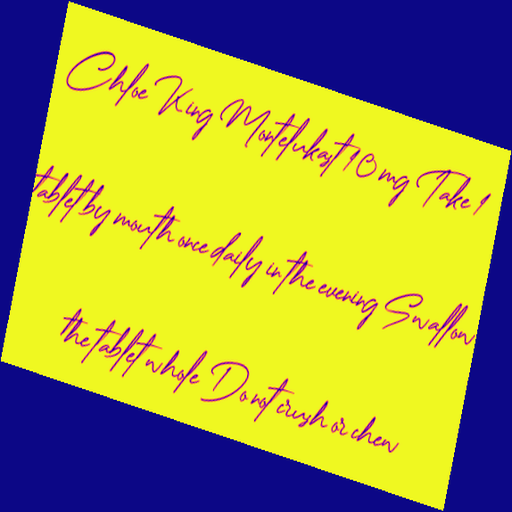 Chloe King Montelukast 10 mg Take 1
tablet by mouth once daily in the evening Swallow
the tablet whole Do not crush or chew